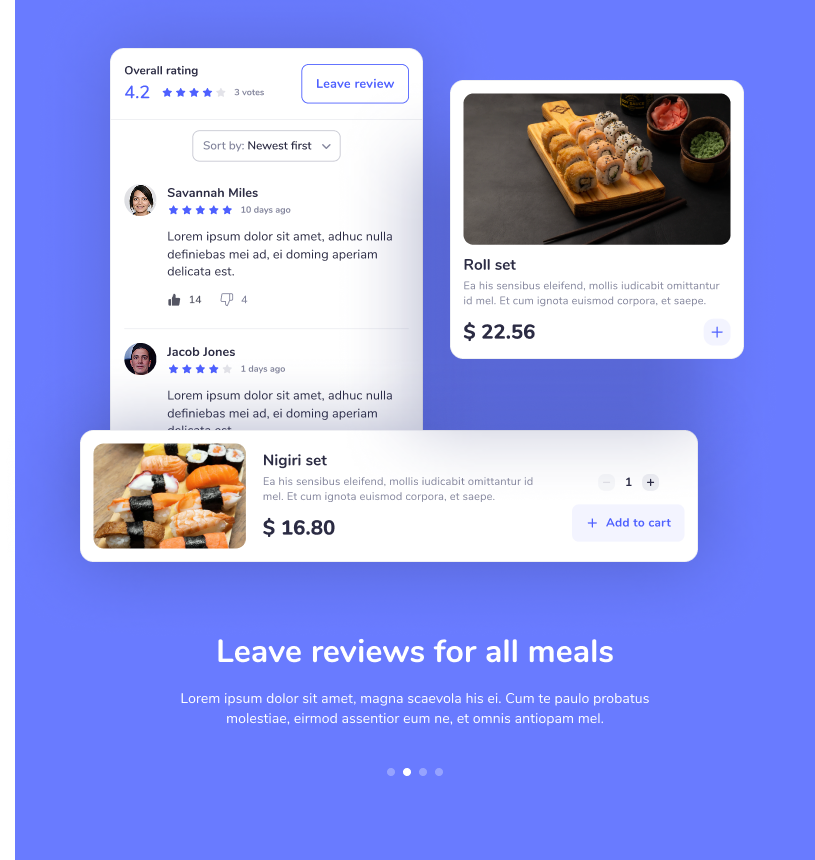 Overall rating
4.2 3 votes
Leave review
Sort by: Newest first
Savannah Miles
10 days ago
Lorem ipsum dolor sit amet, adhuc nulla
definiebas mei ad, ei doming aperiam
delicata est.
14 4
Jacob Jones
1 days ago
Lorem ipsum dolor sit amet, adhuc nulla
definiebas mei ad, ei doming aperiam
delicata est.
Roll set
Ea his sensibus eleifend, mollis iudicabit omittantur
id mel. Et cum ignota euismod corpora, et saepe.
$ 22.56
Nigiri set
Ea his sensibus eleifend, mollis iudicabit omittantur id
mel. Et cum ignota euismod corpora, et saepe.
$ 16.80
1
Add to cart
Leave reviews for all meals
Lorem ipsum dolor sit amet, magna scaevola his ei. Cum te paulo probatus
molestiae, eirmod assentior eum ne, et omnis antiopam mel.